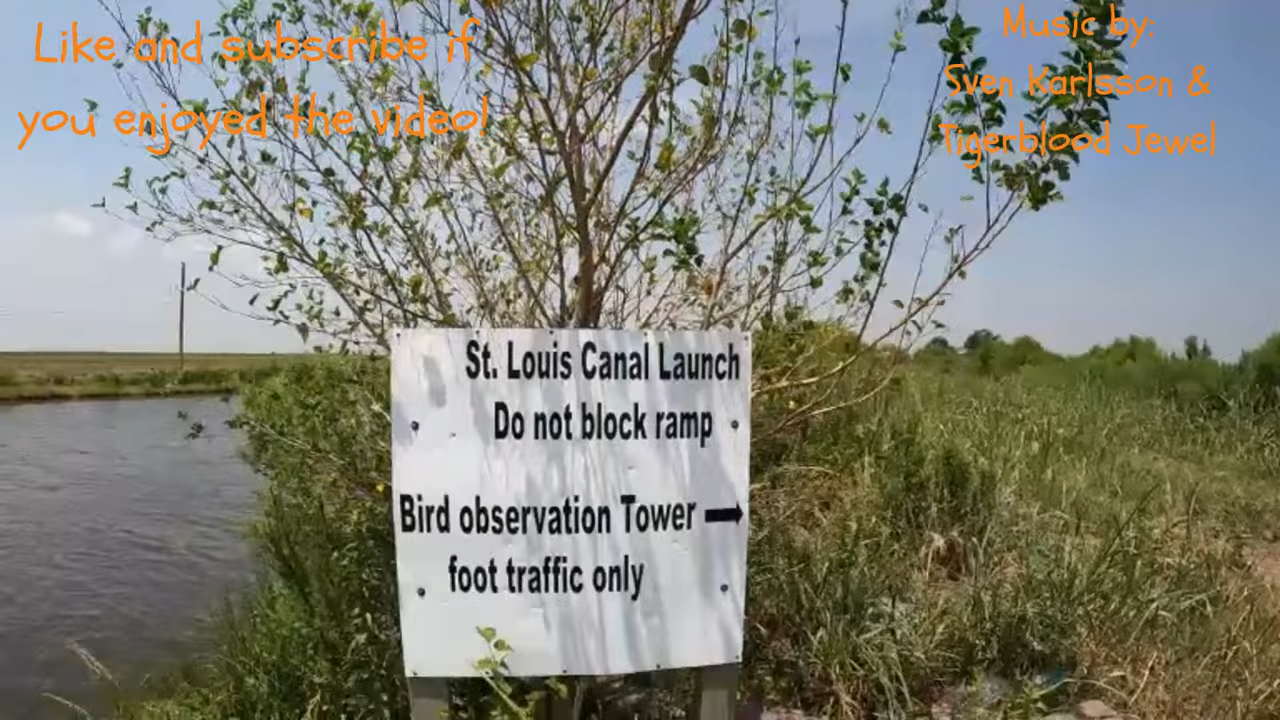 Like and subscribe if
you enjoyed the video!
Music by:
Sven Karlsson &
Tigerblood Jewel
St. Louis Canal Launch
Do not block ramp
Bird observation Tower →
foot traffic only